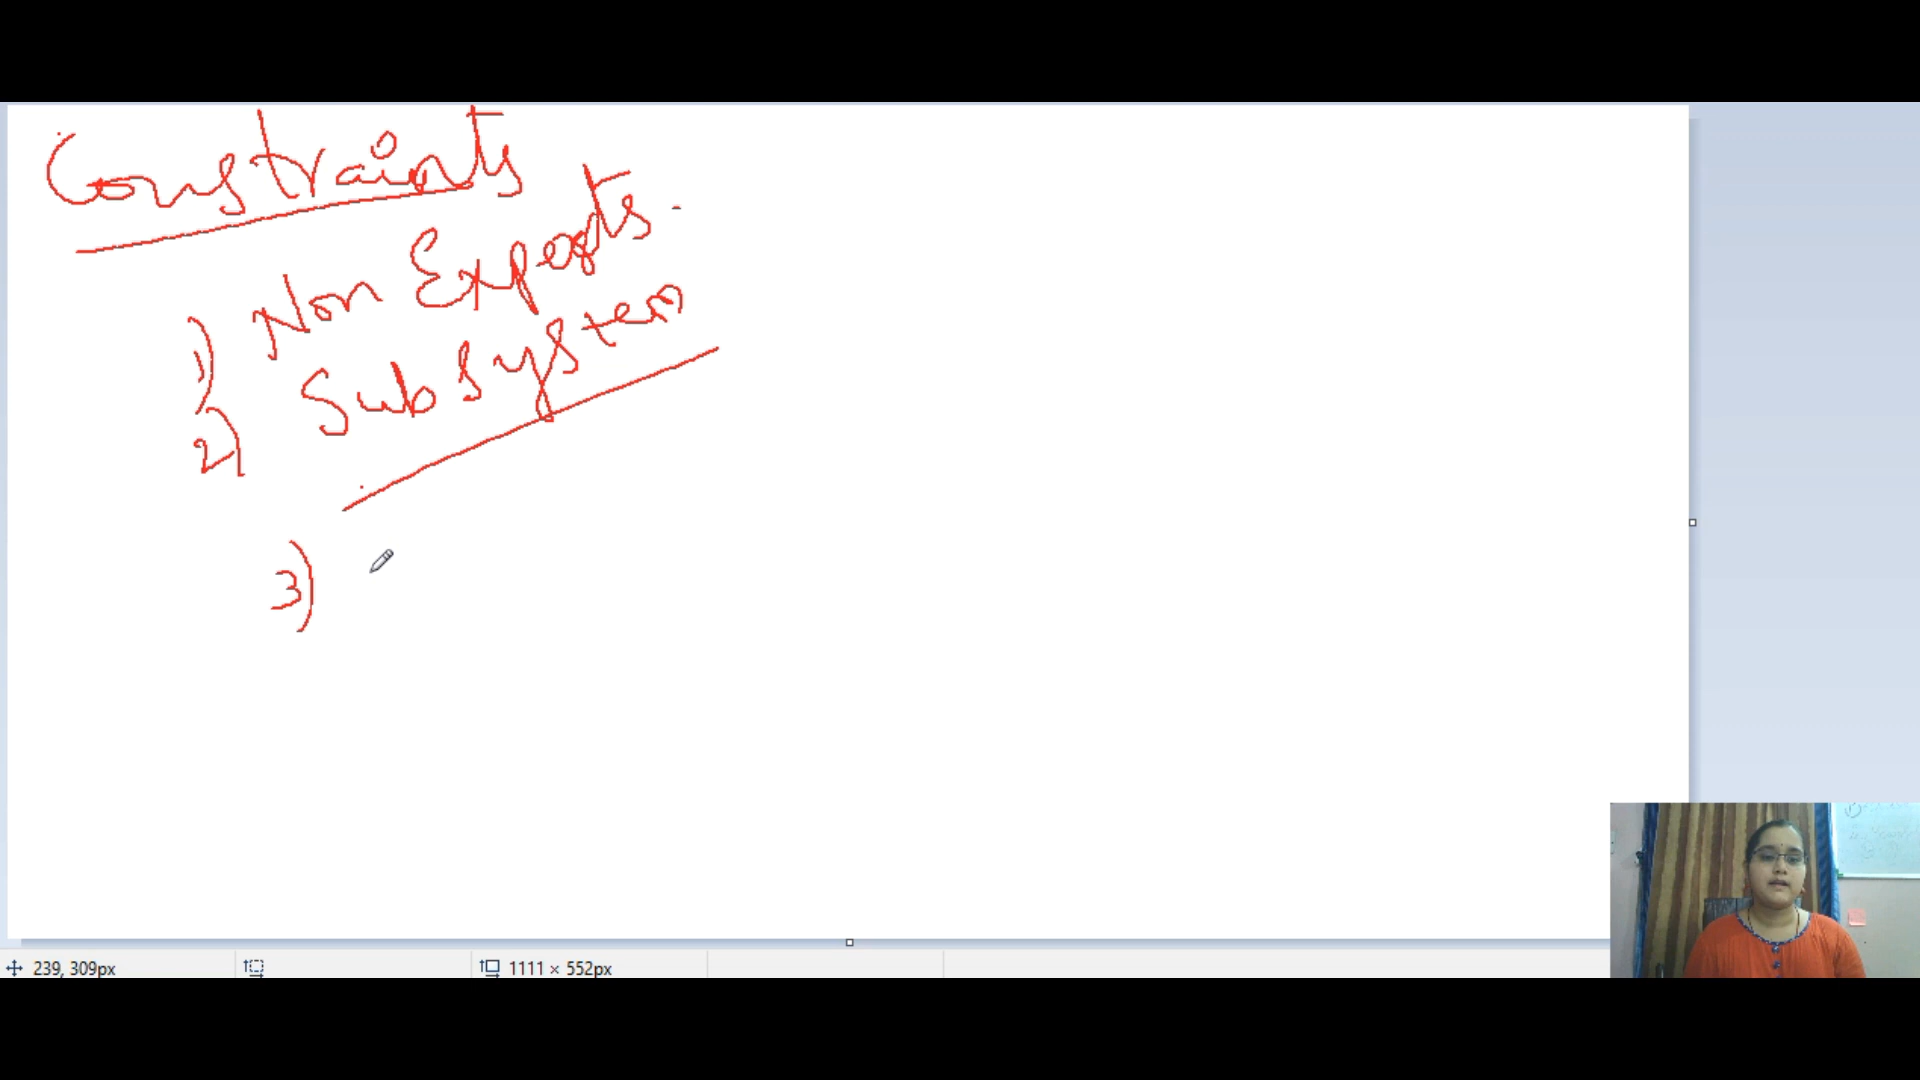 Constraints
1) Non Experts.
2) Subsystem
3)
239, 309px
1111 × 552px